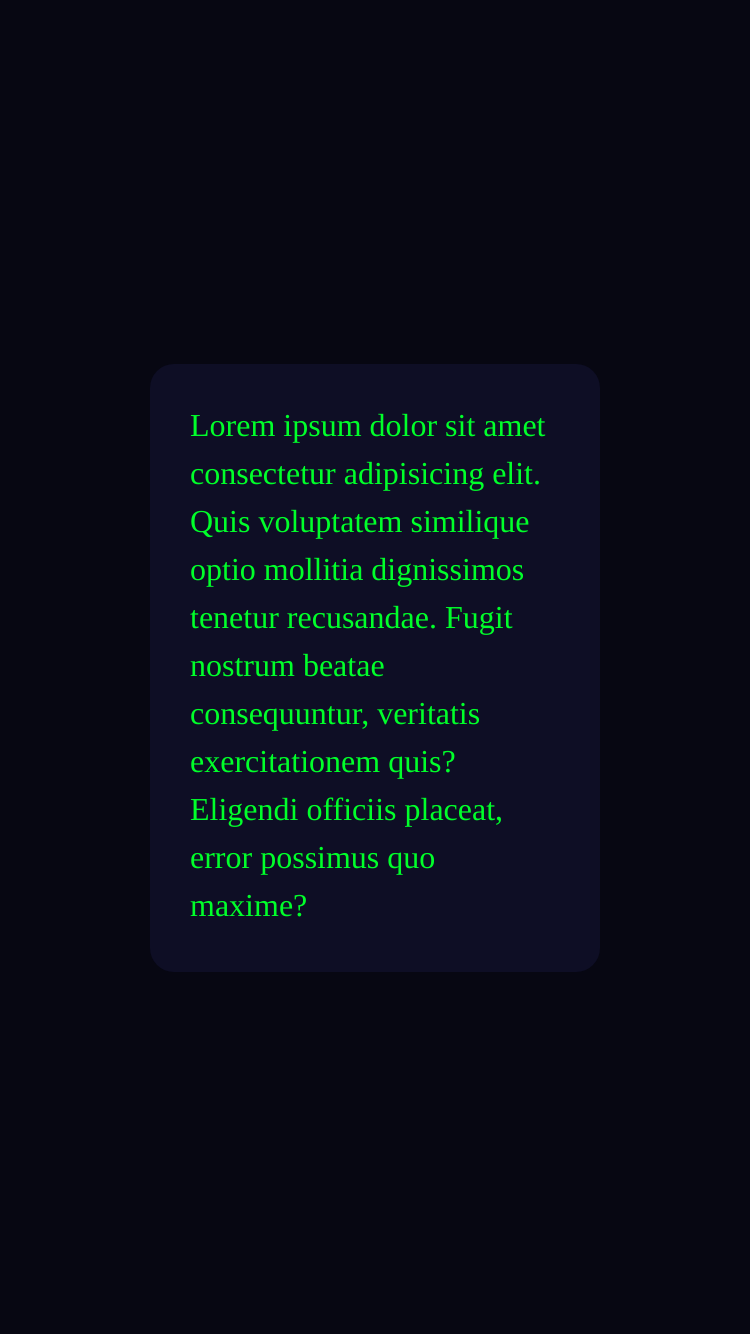 Lorem ipsum dolor sit amet
consectetur adipisicing elit.
Quis voluptatem similique
optio mollitia dignissimos
tenetur recusandae. Fugit
nostrum beatae
consequuntur, veritatis
exercitationem quis?
Eligendi officiis placeat,
error possimus quo
maxime?